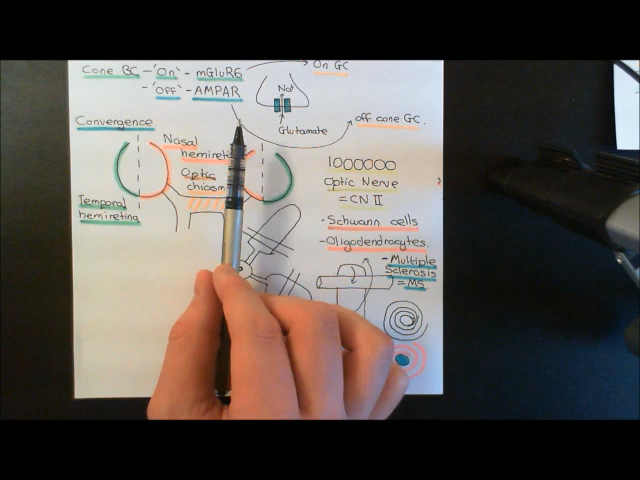 Cone BC - 'On' - mGluR6
On GC
- 'Off' - AMPAR
Na+
Glutamate
off cone GC.
Convergence
Nasal
Optic
chiasm
Temporal
hemiretina
1000000
Optic Nerve
= CN II
- Schwann cells
- Oligodendrocytes.
- Multiple
Sclerosis
= MS